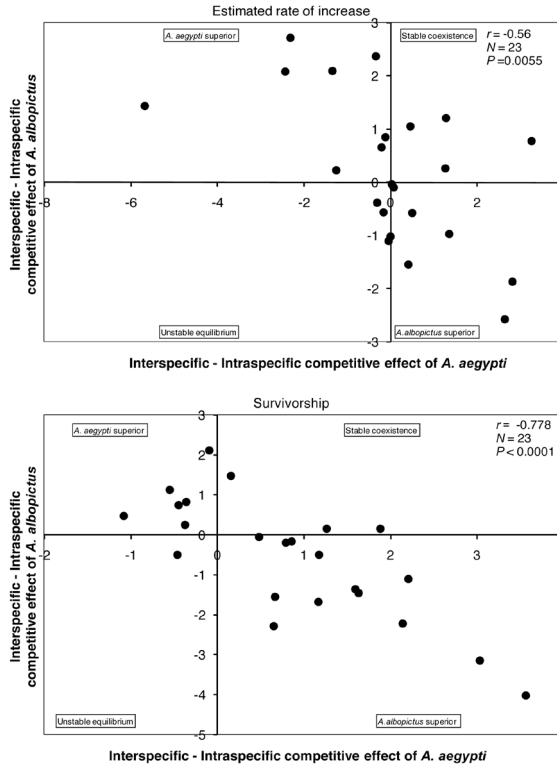 Estimated rate of increase
A. aegypti superior
Stable coexistence
r= -0.56
N = 23
P =0.0055
3
2
1
0
-1
-2
-3
-6
-4
-2
0
2
Interspecific - Intraspecific
competitive effect of A. albopictus
Unstable equilibrium
A.albopictus superior
Interspecific - Intraspecific competitive effect of A. aegypti
Survivorship
A. aegypti superior
Stable coexistence
r = -0.778
N = 23
P < 0.0001
3
2
1
0
-1
-2
-3
-4
-5
-2
-1
0
1
2
3
Interspecific - Intraspecific
competitive effect of A. albopictus
Unstable equilibrium
A.albopictus superior
Interspecific - Intraspecific competitive effect of A. aegypti